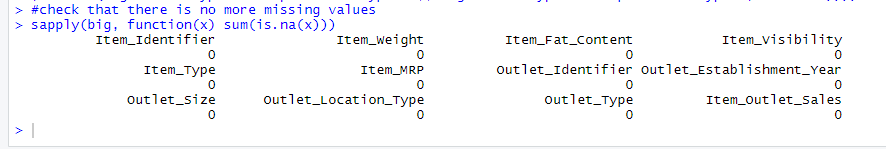 > #check that there is no more missing values
> sapply(big, function(x) sum(is.na(x)))
Item_Identifier Item_Weight Item_Fat_Content Item_Visibility
0 0 0 0
Item_Type Item_MRP Outlet_Identifier Outlet_Establishment_Year
0 0 0 0
Outlet_Size Outlet_Location_Type Outlet_Type Item_Outlet_Sales
0 0 0 0
>